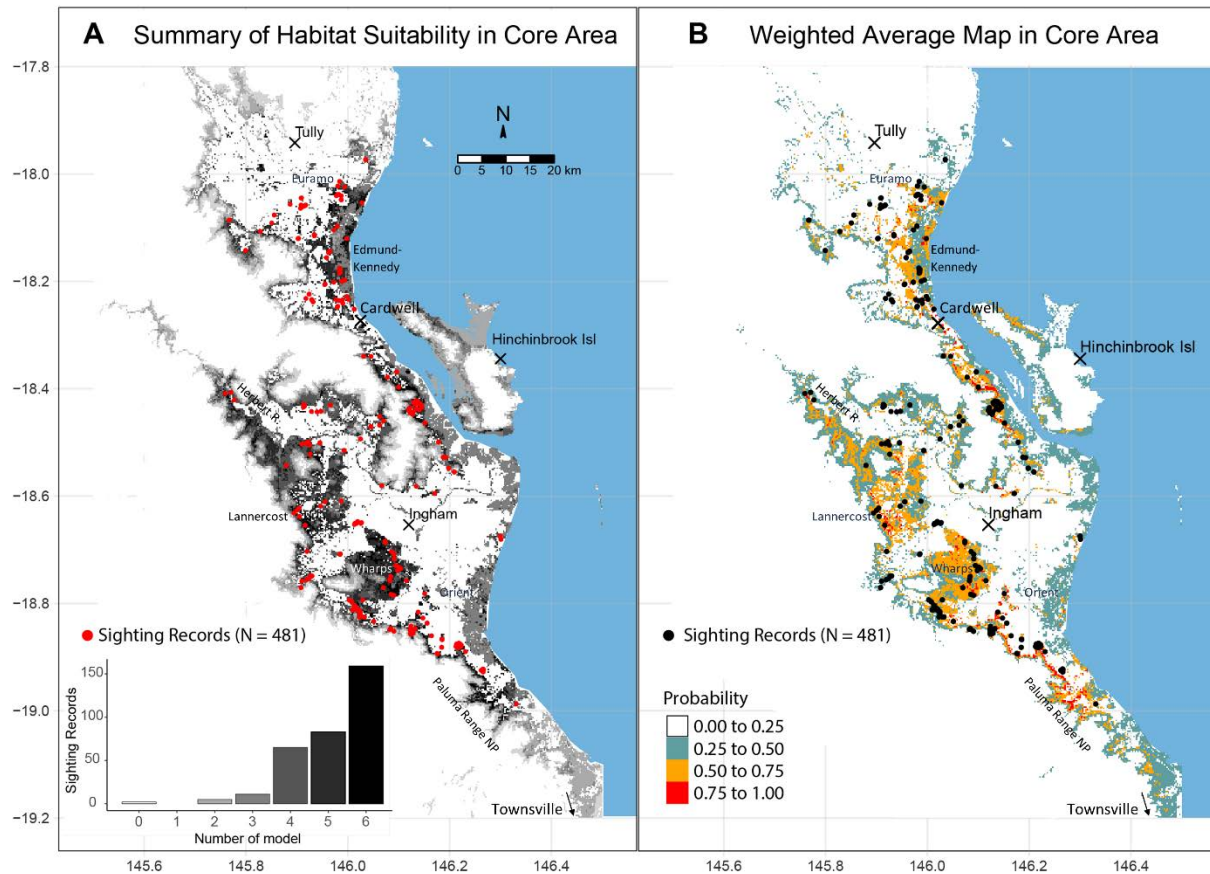 A Summary of Habitat Suitability in Core Area
−17.8
−18.0
−18.2
−18.4
−18.6
−18.8
−19.0
−19.2
N
0 5 10 15 20 km
Tully
Euramo
Edmund-
Kennedy
Cardwell
Hinchinbrook Isl
Herbert R
Lannercost
Ingham
Wharps
Orient
Sighting Records (N = 481)
Paluma Range NP
Townsville
Sighting Records
150
100
50
0
0 1 2 3 4 5 6
Number of model
145.6 145.8 146.0 146.2 146.4
B Weighted Average Map in Core Area
Tully
Euramo
Edmund-
Kennedy
Cardwell
Hinchinbrook Isl
Herbert R
Lannercost
Ingham
Wharps
Orient
Sighting Records (N = 481)
Paluma Range NP
Probability
0.00 to 0.25
0.25 to 0.50
0.50 to 0.75
0.75 to 1.00
Townsville
145.6 145.8 146.0 146.2 146.4